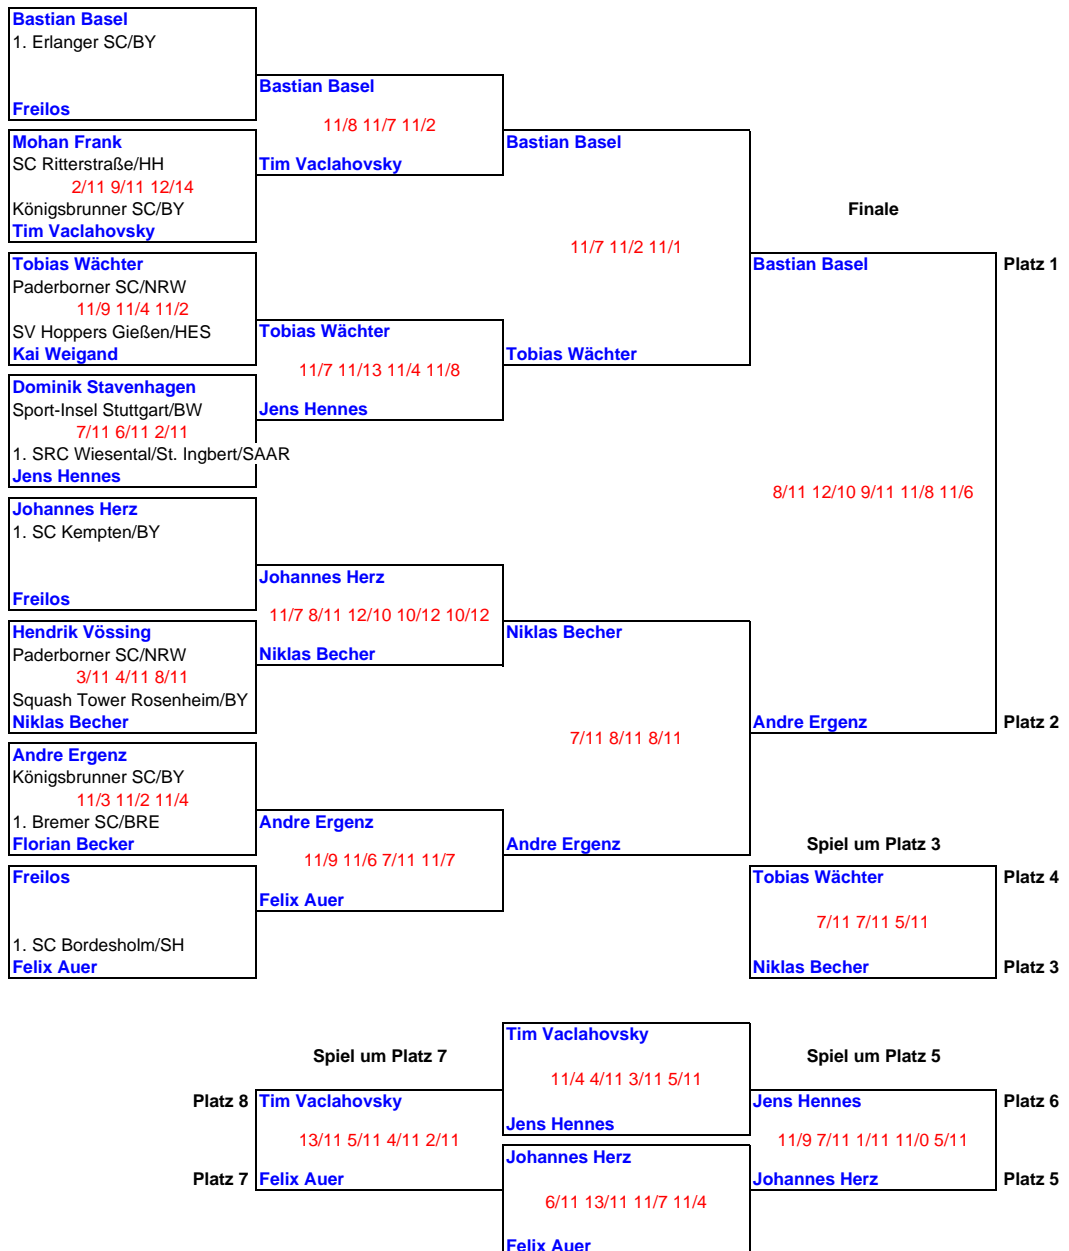 Bastian Basel
1. Erlanger SC/BY
Freilos
Mohan Frank
SC Ritterstraße/HH
2/11 9/11 12/14
Königsbrunner SC/BY
Tim Vaclahovsky
Tobias Wächter
Paderborner SC/NRW
11/9 11/4 11/2
SV Hoppers Gießen/HES
Kai Weigand
Dominik Stavenhagen
Sport-Insel Stuttgart/BW
7/11 6/11 2/11
1. SRC Wiesental/St. Ingbert/SAAR
Jens Hennes
Johannes Herz
1. SC Kempten/BY
Freilos
Hendrik Vössing
Paderborner SC/NRW
3/11 4/11 8/11
Squash Tower Rosenheim/BY
Niklas Becher
Andre Ergenz
Königsbrunner SC/BY
11/3 11/2 11/4
1. Bremer SC/BRE
Florian Becker
Freilos
1. SC Bordesholm/SH
Felix Auer
Bastian Basel
11/8 11/7 11/2
Tim Vaclahovsky
Tobias Wächter
11/7 11/13 11/4 11/8
Jens Hennes
Johannes Herz
11/7 8/11 12/10 10/12 10/12
Niklas Becher
Andre Ergenz
11/9 11/6 7/11 11/7
Felix Auer
Bastian Basel
11/7 11/2 11/1
Tobias Wächter
Niklas Becher
7/11 8/11 8/11
Andre Ergenz
Finale
Bastian Basel Platz 1
8/11 12/10 9/11 11/8 11/6
Andre Ergenz Platz 2
Spiel um Platz 3
Tobias Wächter Platz 4
7/11 7/11 5/11
Niklas Becher Platz 3
Tim Vaclahovsky
11/4 4/11 3/11 5/11
Jens Hennes
Johannes Herz
6/11 13/11 11/7 11/4
Felix Auer
Spiel um Platz 7
Platz 8 Tim Vaclahovsky
13/11 5/11 4/11 2/11
Platz 7 Felix Auer
Spiel um Platz 5
Jens Hennes Platz 6
11/9 7/11 1/11 11/0 5/11
Johannes Herz Platz 5